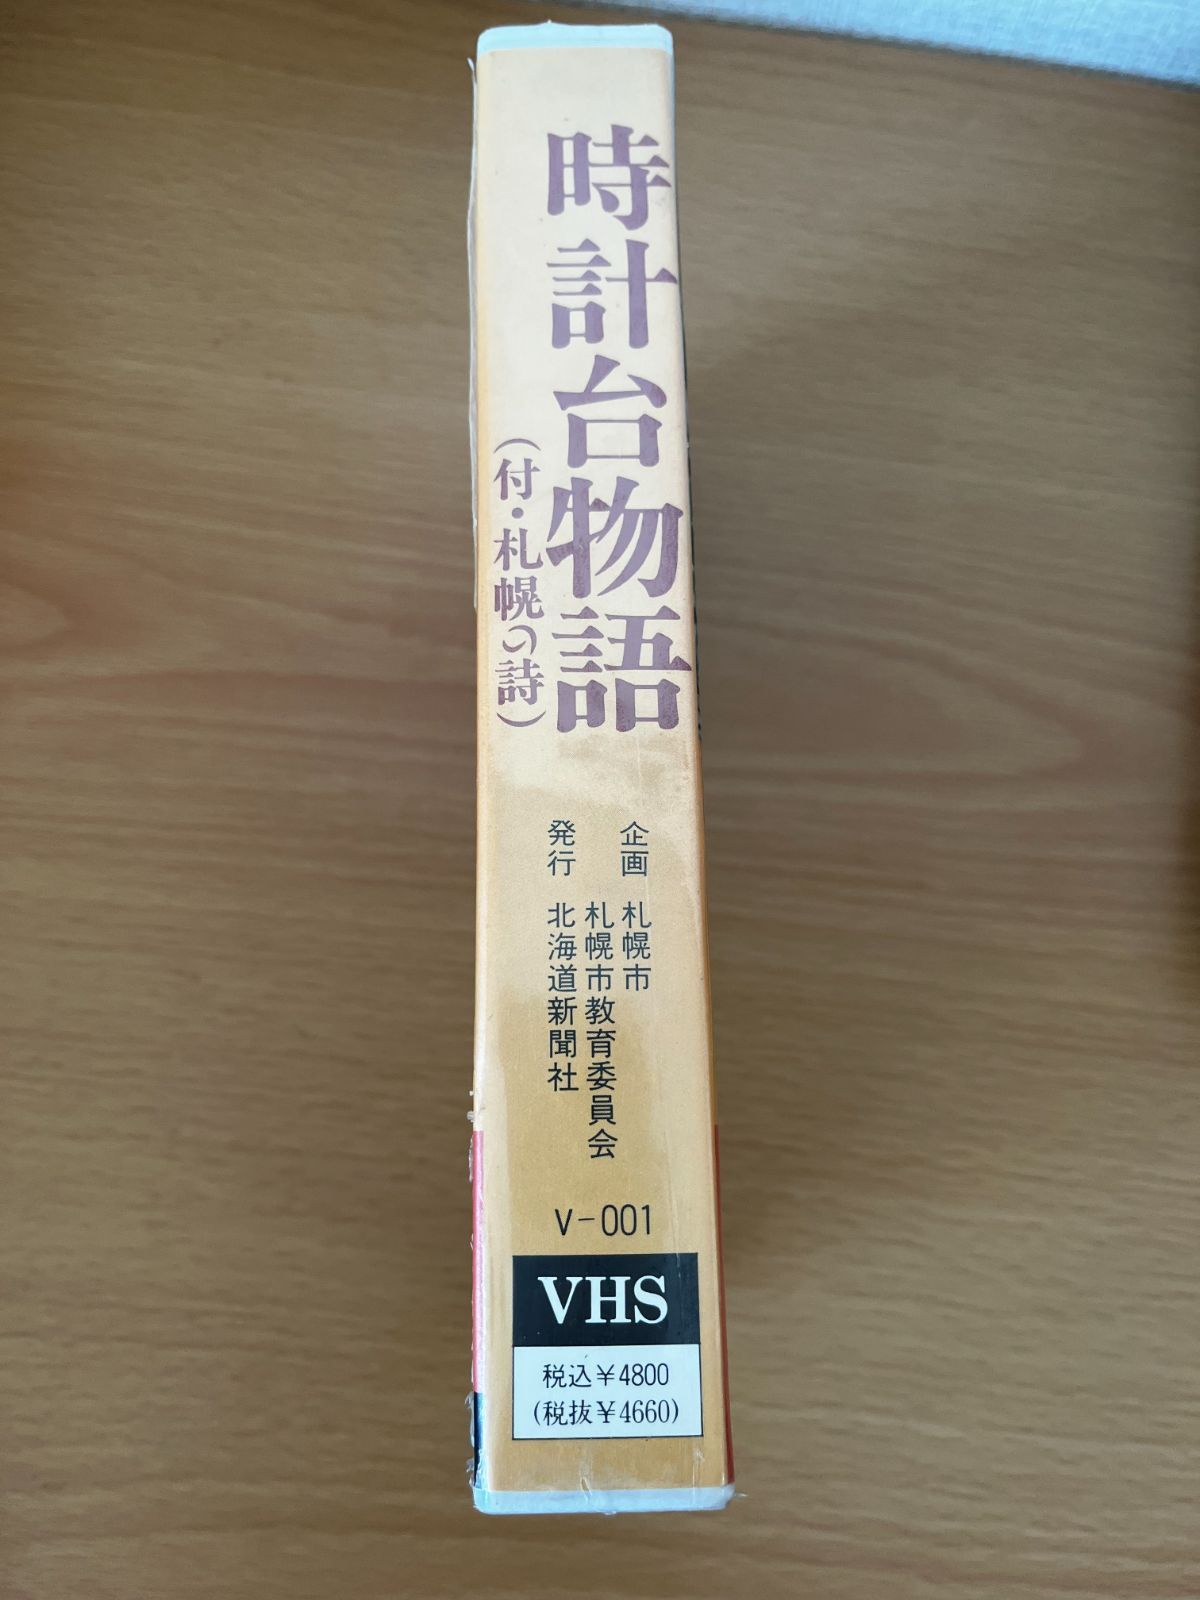 時計台物語
(付・札幌の詩)
企画 札幌市
札幌市教育委員会
発行 北海道新聞社
V-001
VHS
税込¥4800
(税抜¥4660)